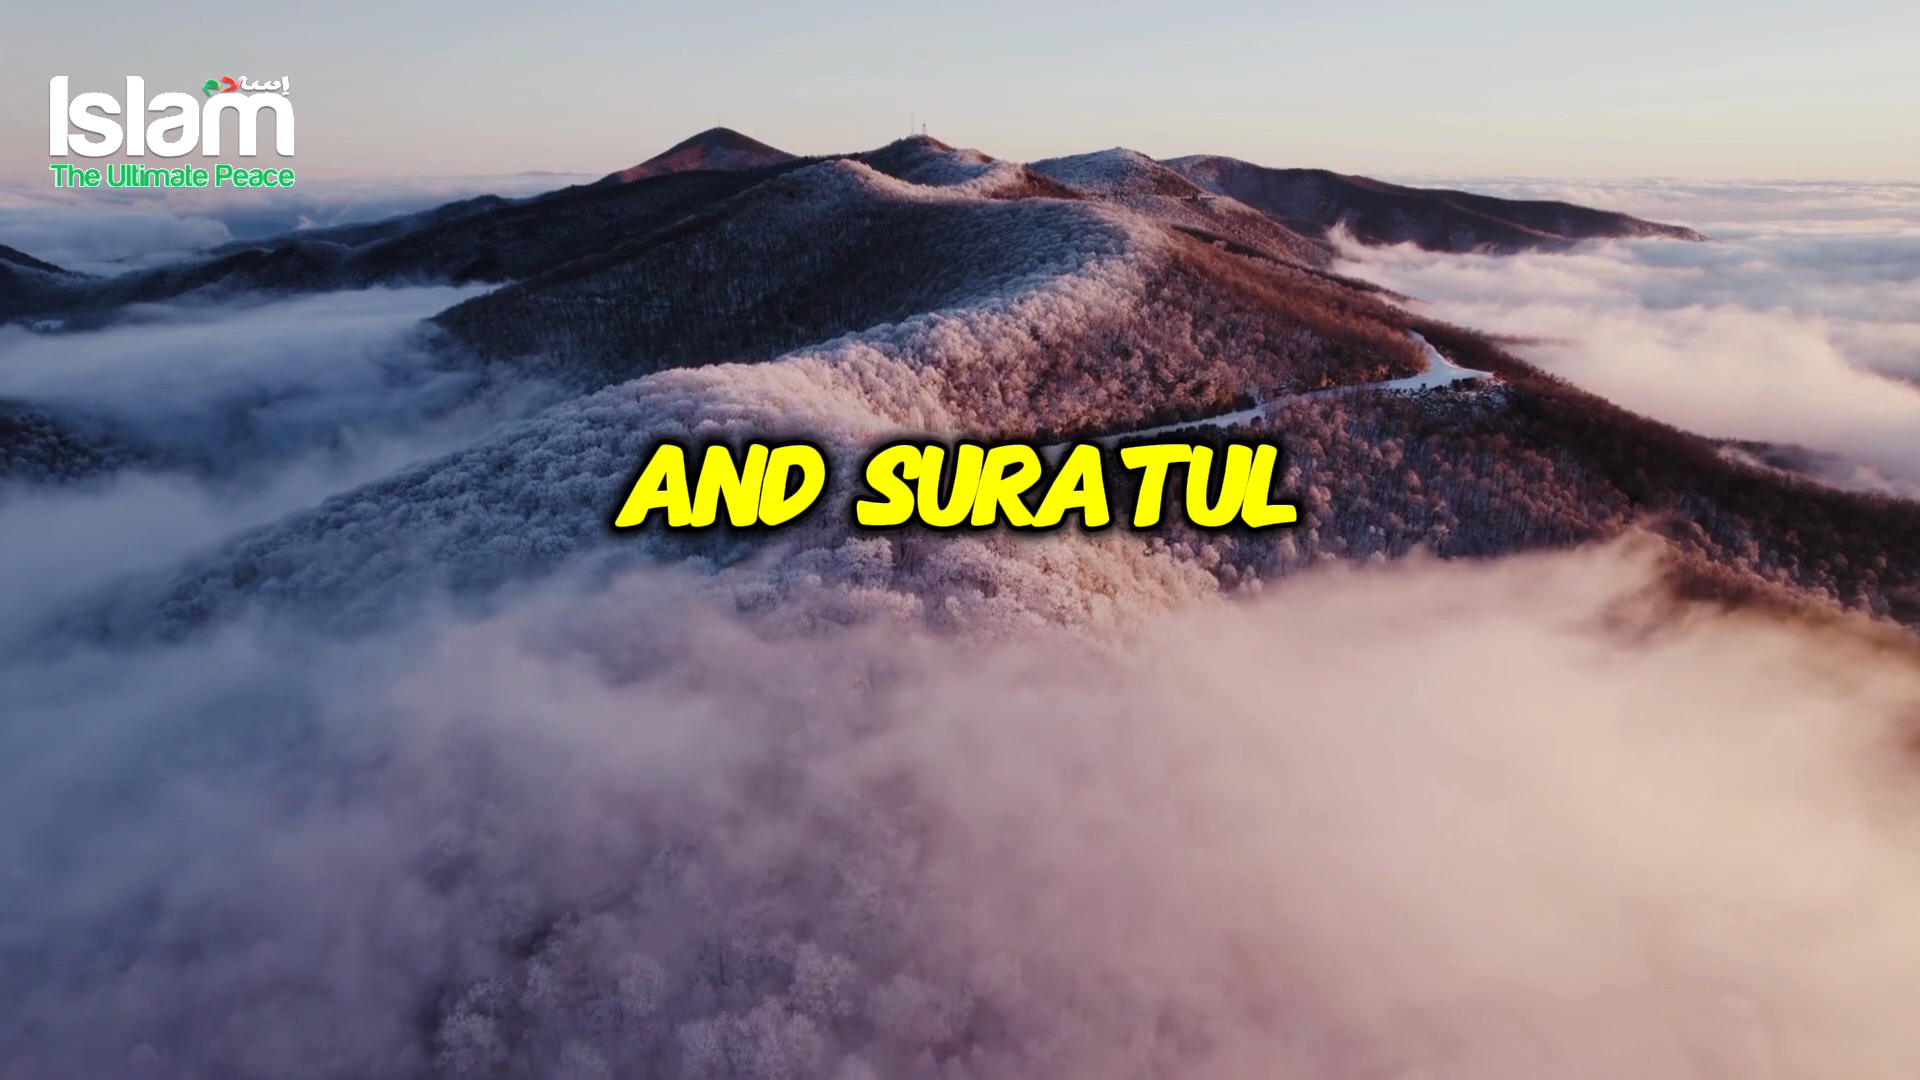 إسلام
Islam
The Ultimate Peace
AND SURATUL